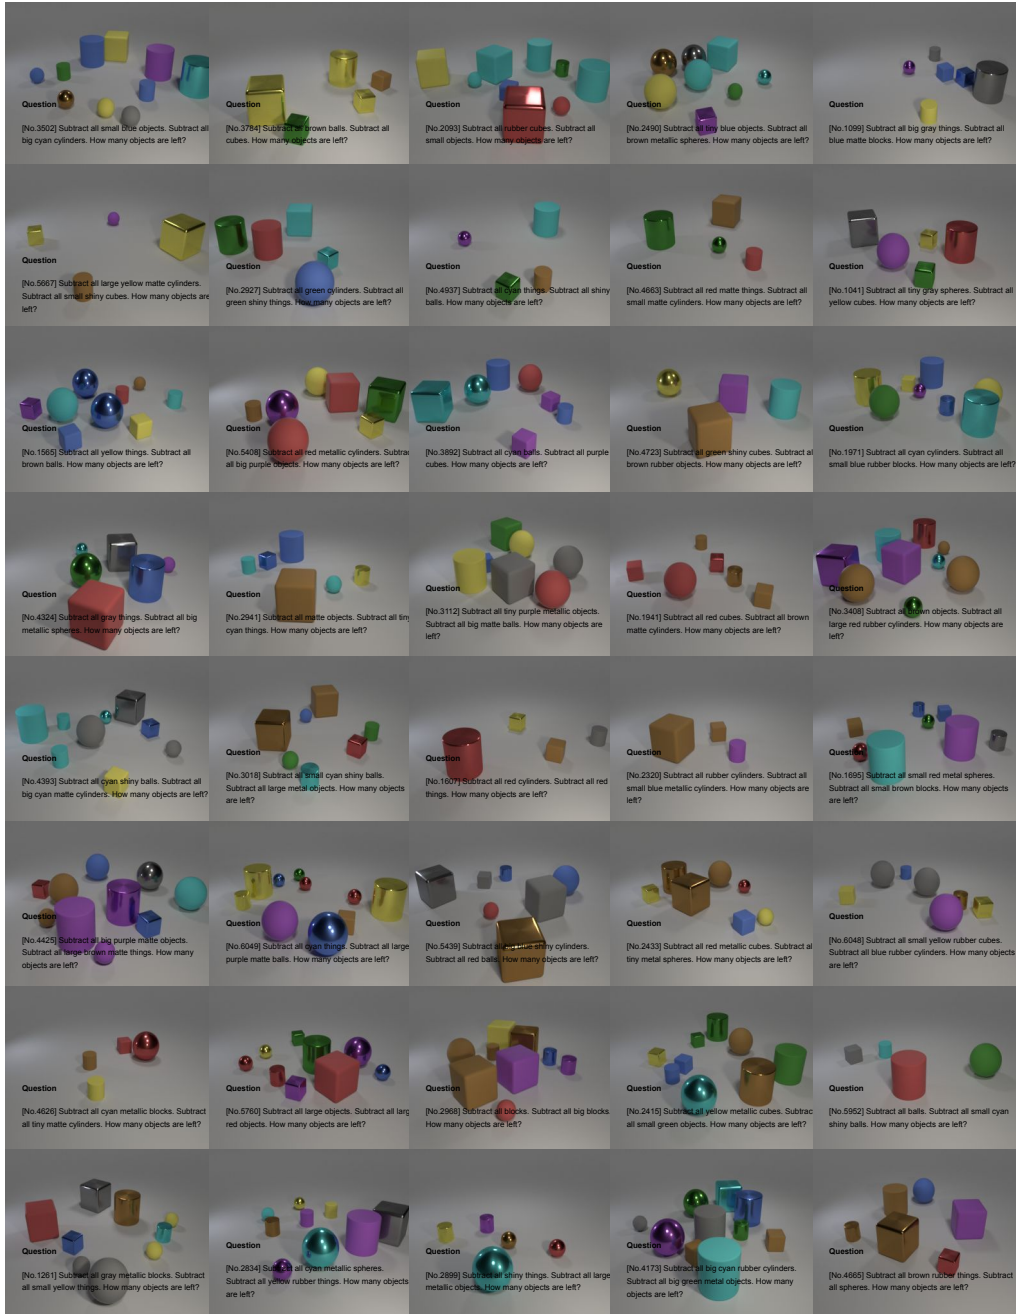 Question
[No.3502] Subtract all small blue objects. Subtract all
big cyan cylinders. How many objects are left?
Question
[No.3784] Subtract all brown balls. Subtract all
cubes. How many objects are left?
Question
[No.2093] Subtract all rubber cubes. Subtract all
small objects. How many objects are left?
Question
[No.2490] Subtract all tiny blue objects. Subtract all
brown metallic spheres. How many objects are left?
Question
[No.1099] Subtract all big gray things. Subtract all
blue matte blocks. How many objects are left?
Question
[No.5667] Subtract all large yellow matte cylinders.
Subtract all small shiny cubes. How many objects are
left?
Question
[No.2927] Subtract all green cylinders. Subtract all
green shiny things. How many objects are left?
Question
[No.4937] Subtract all cyan things. Subtract all shiny
balls. How many objects are left?
Question
[No.4663] Subtract all red matte things. Subtract all
small matte cylinders. How many objects are left?
Question
[No.1041] Subtract all tiny gray spheres. Subtract all
yellow cubes. How many objects are left?
Question
[No.1565] Subtract all yellow things. Subtract all
brown balls. How many objects are left?
Question
[No.5408] Subtract all red metallic cylinders. Subtrac
all big purple objects. How many objects are left?
Question
[No.3892] Subtract all cyan balls. Subtract all purple
cubes. How many objects are left?
Question
[No.4723] Subtract all green shiny cubes. Subtract al
brown rubber objects. How many objects are left?
Question
[No.1971] Subtract all cyan cylinders. Subtract all
small blue rubber blocks. How many objects are left?
Question
[No.4324] Subtract all gray things. Subtract all big
metallic spheres. How many objects are left?
Question
[No.2941] Subtract all matte objects. Subtract all tiny
cyan things. How many objects are left?
Question
[No.3112] Subtract all tiny purple metallic objects.
Subtract all big matte balls. How many objects are
left?
Question
[No.1941] Subtract all red cubes. Subtract all brown
matte cylinders. How many objects are left?
Question
[No.3408] Subtract all brown objects. Subtract all
large red rubber cylinders. How many objects are
left?
Question
[No.4393] Subtract all cyan shiny balls. Subtract all
big cyan matte cylinders. How many objects are left?
Question
[No.3018] Subtract all small cyan shiny balls.
Subtract all large metal objects. How many objects
are left?
Question
[No.1607] Subtract all red cylinders. Subtract all red
things. How many objects are left?
Question
[No.2320] Subtract all rubber cylinders. Subtract all
small blue metallic cylinders. How many objects are
left?
Question
[No.1695] Subtract all small red metal spheres.
Subtract all small brown blocks. How many objects
are left?
Question
[No.4425] Subtract all big purple matte objects.
Subtract all large brown matte things. How many
objects are left?
Question
[No.6049] Subtract all cyan things. Subtract all large
purple matte balls. How many objects are left?
Question
[No.5439] Subtract all big blue shiny cylinders.
Subtract all red balls. How many objects are left?
Question
[No.2433] Subtract all red metallic cubes. Subtract al
tiny metal spheres. How many objects are left?
Question
[No.6048] Subtract all small yellow rubber cubes.
Subtract all blue rubber cylinders. How many objects
are left?
Question
[No.4626] Subtract all cyan metallic blocks. Subtract
all tiny matte cylinders. How many objects are left?
Question
[No.5760] Subtract all large objects. Subtract all larg
red objects. How many objects are left?
Question
[No.2968] Subtract all blocks. Subtract all big blocks
How many objects are left?
Question
[No.2415] Subtract all yellow metallic cubes. Subtrac
all small green objects. How many objects are left?
Question
[No.5952] Subtract all balls. Subtract all small cyan
shiny balls. How many objects are left?
Question
[No.1261] Subtract all gray metallic blocks. Subtract
all small yellow things. How many objects are left?
Question
[No.2834] Subtract all cyan metallic spheres.
Subtract all yellow rubber things. How many objects
are left?
Question
[No.2899] Subtract all shiny things. Subtract all large
metallic objects. How many objects are left?
Question
[No.4173] Subtract all big cyan rubber cylinders.
Subtract all big green metal objects. How many
objects are left?
Question
[No.4665] Subtract all brown rubber things. Subtract
all spheres. How many objects are left?